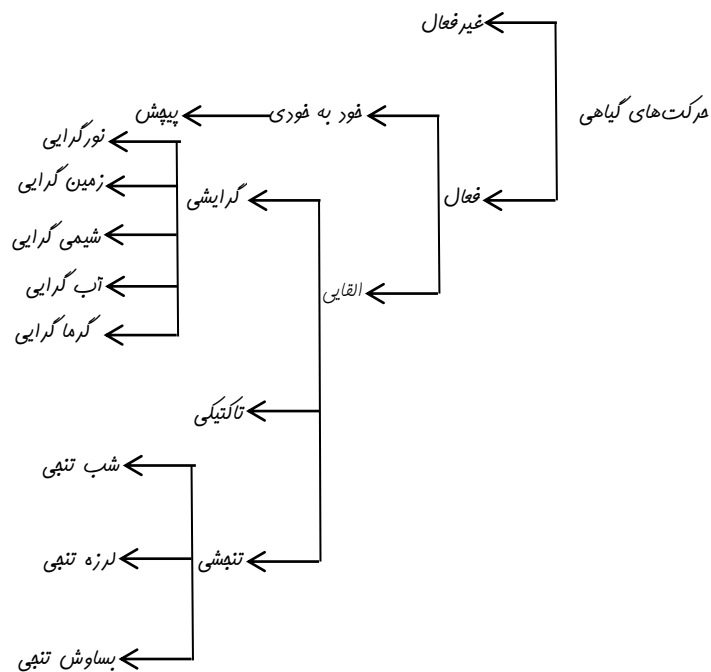 حرکت‌های گیاهی
غیرفعال
فعال
خود به خودی
پیچش
القایی
گرایشی
نورگرایی
زمین گرایی
شیمی گرایی
آب گرایی
گرما گرایی
تاکتیکی
تنجشی
شب تنجی
لرزه تنجی
بساوش تنجی